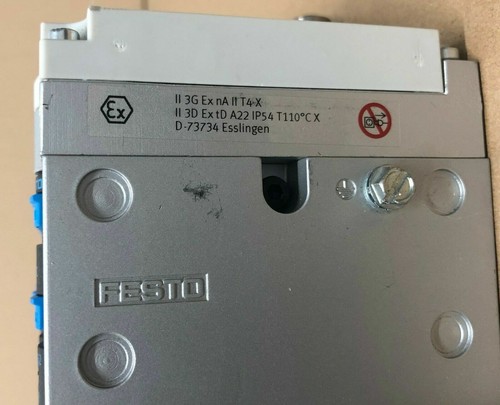 Ex
II 3G Ex nA II T4 X
II 3D Ex tD A22 IP54 T110°C X
D-73734 Esslingen
FESTO